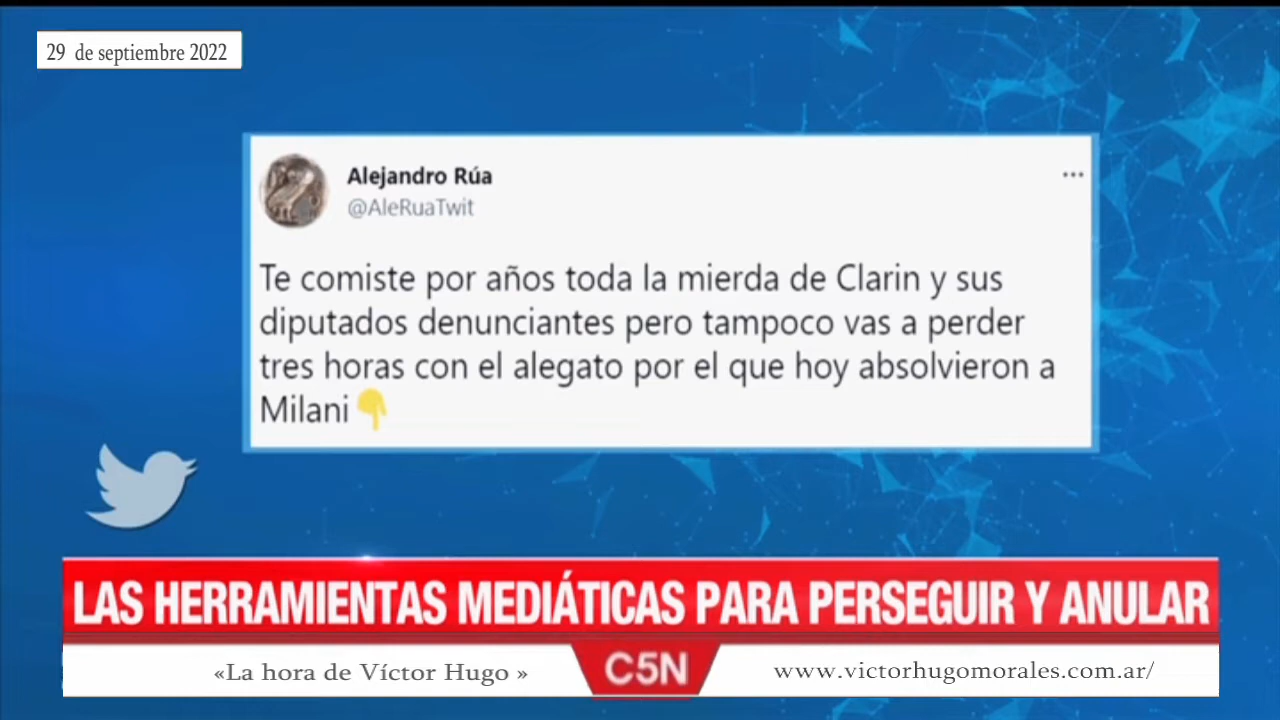 29 de septiembre 2022
Alejandro Rúa
@AleRuaTwit
Te comiste por años toda la mierda de Clarin y sus
diputados denunciantes pero tampoco vas a perder
tres horas con el alegato por el que hoy absolvieron a
Milani👇
LAS HERRAMIENTAS MEDIÁTICAS PARA PERSEGUIR Y ANULAR
«La hora de Víctor Hugo » C5N www.victorhugomorales.com.ar/